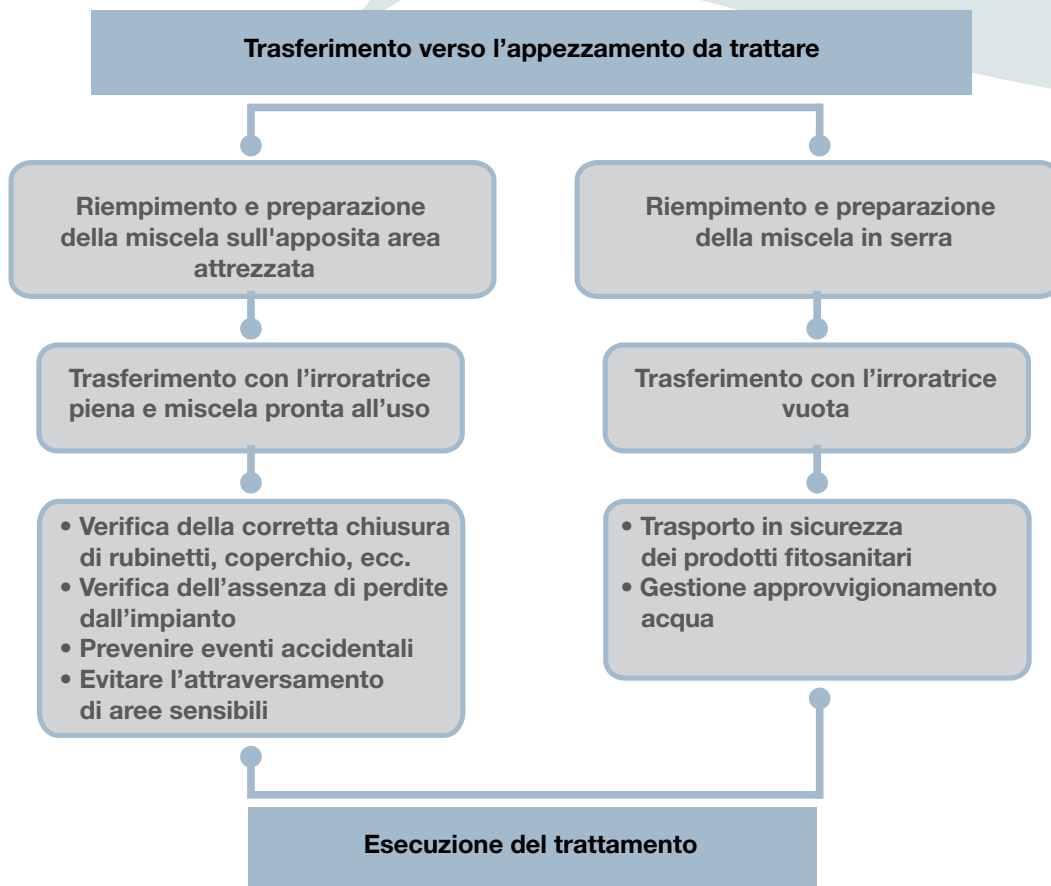 Trasferimento verso l’appezzamento da trattare
Riempimento e preparazione
della miscela sull'apposita area
attrezzata
Trasferimento con l’irroratrice
piena e miscela pronta all’uso
• Verifica della corretta chiusura
di rubinetti, coperchio, ecc.
• Verifica dell’assenza di perdite
dall’impianto
• Prevenire eventi accidentali
• Evitare l’attraversamento
di aree sensibili
Riempimento e preparazione
della miscela in serra
Trasferimento con l’irroratrice
vuota
• Trasporto in sicurezza
dei prodotti fitosanitari
• Gestione approvvigionamento
acqua
Esecuzione del trattamento